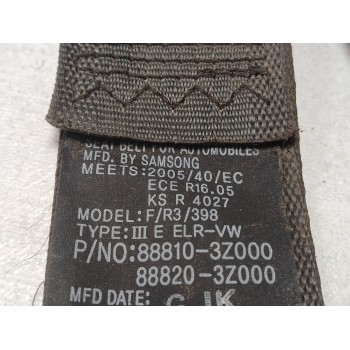 SEAT BELT FOR AUTOMOBILES
MFD. BY SAMSONG
MEETS:2005/40/EC
ECE R16.05
KS R 4027
MODEL: F/R3/398
TYPE: III E ELR-VW
P/NO:88810-3Z000
88820-3Z000
MFD DATE: